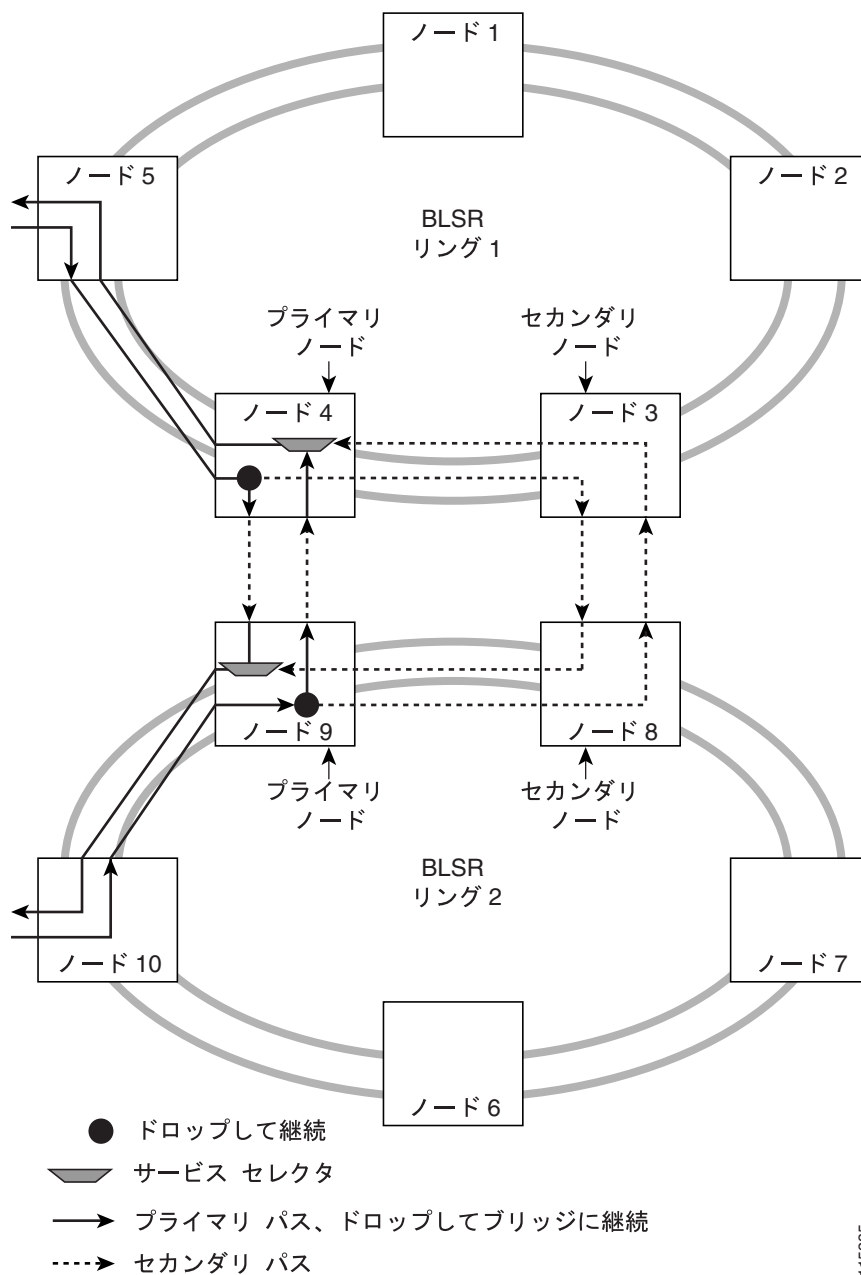 ノード 1
ノード 5
ノード 2
BLSR
リング 1
プライマリ
ノード
セカンダリ
ノード
ノード 4
ノード 3
ノード 9
ノード 8
プライマリ
ノード
セカンダリ
ノード
BLSR
リング 2
ノード 10
ノード 7
ノード 6
ドロップして継続
サービス セレクタ
プライマリ パス、ドロップしてブリッジに継続
セカンダリ パス